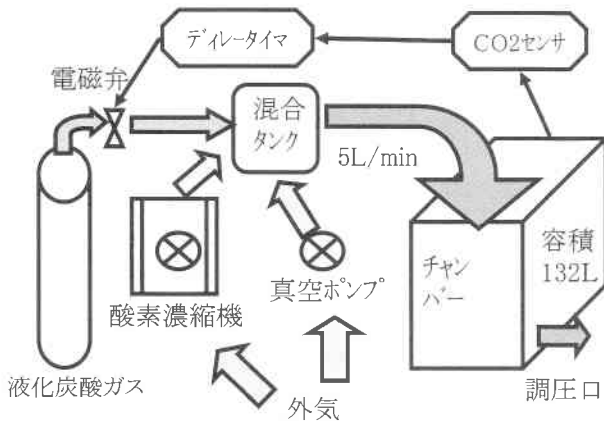 ディレータイマ
CO2センサ
電磁弁
混合
タンク
5L/min
容積
132L
チャン
バー
真空ポンプ
酸素濃縮機
液化炭酸ガス
外気
調圧口